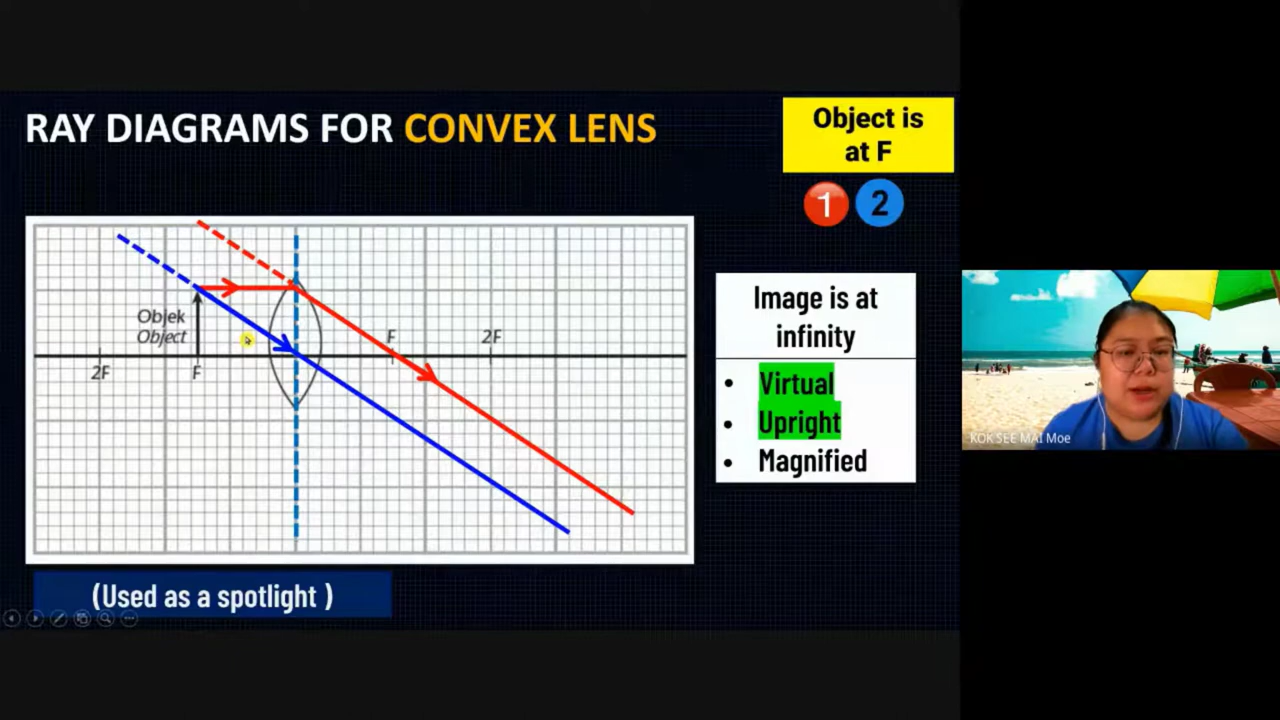 RAY DIAGRAMS FOR CONVEX LENS
Object is
at F
1 2
Objek
Object
F
2F
2F
F
Image is at
infinity
• Virtual
• Upright
• Magnified
KOK SEE MAI Moe
(Used as a spotlight )